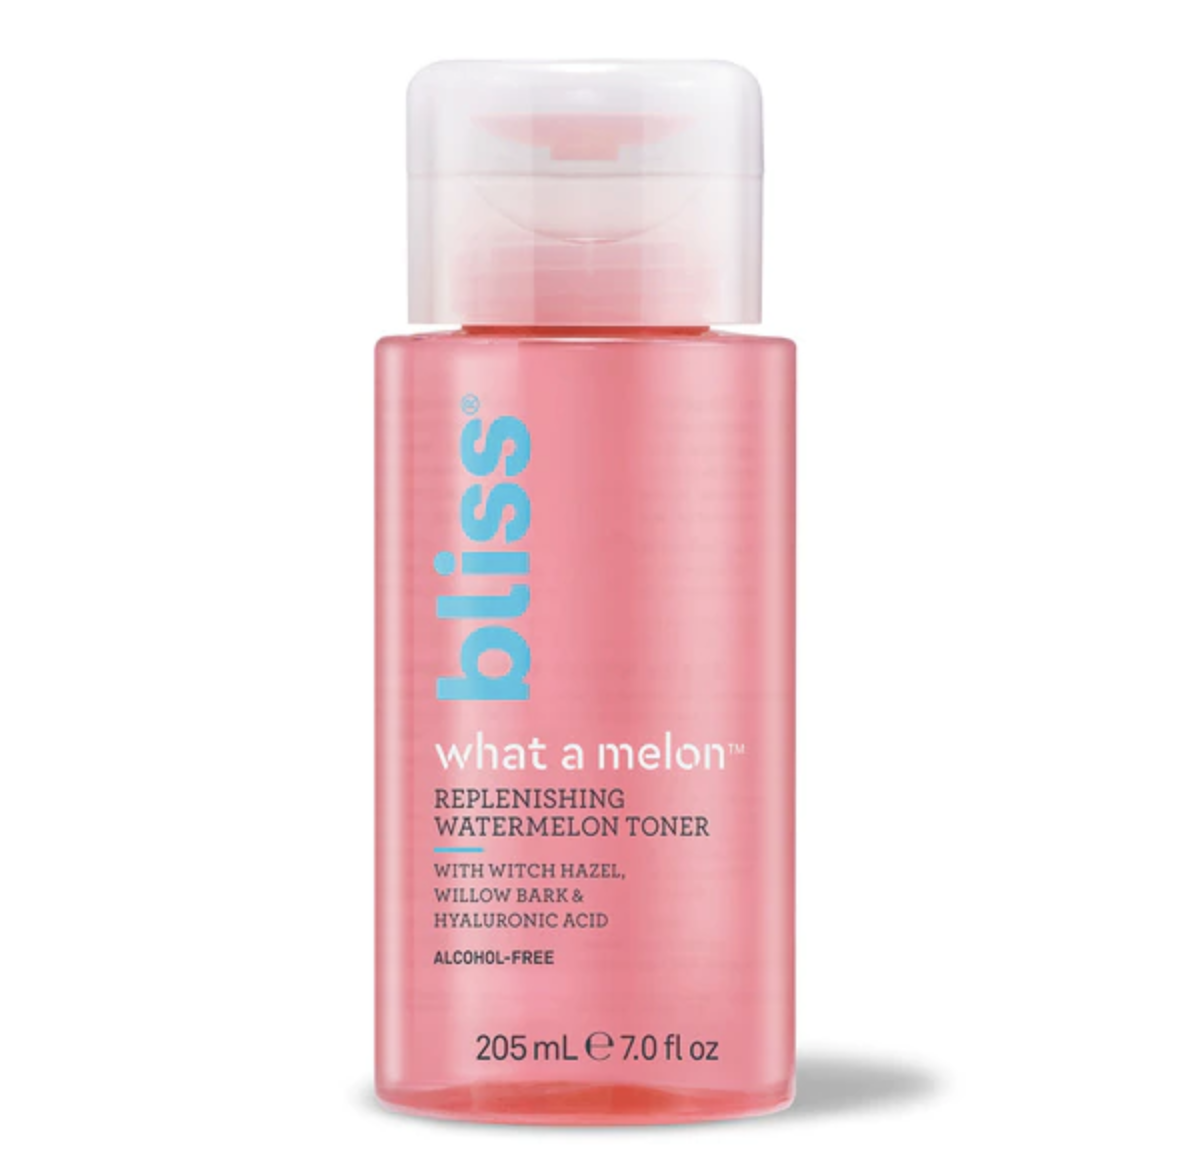 bliss®
what a melon™
REPLENISHING
WATERMELON TONER
WITH WITCH HAZEL,
WILLOW BARK &
HYALURONIC ACID
ALCOHOL-FREE
205 mL ℮ 7.0 fl oz